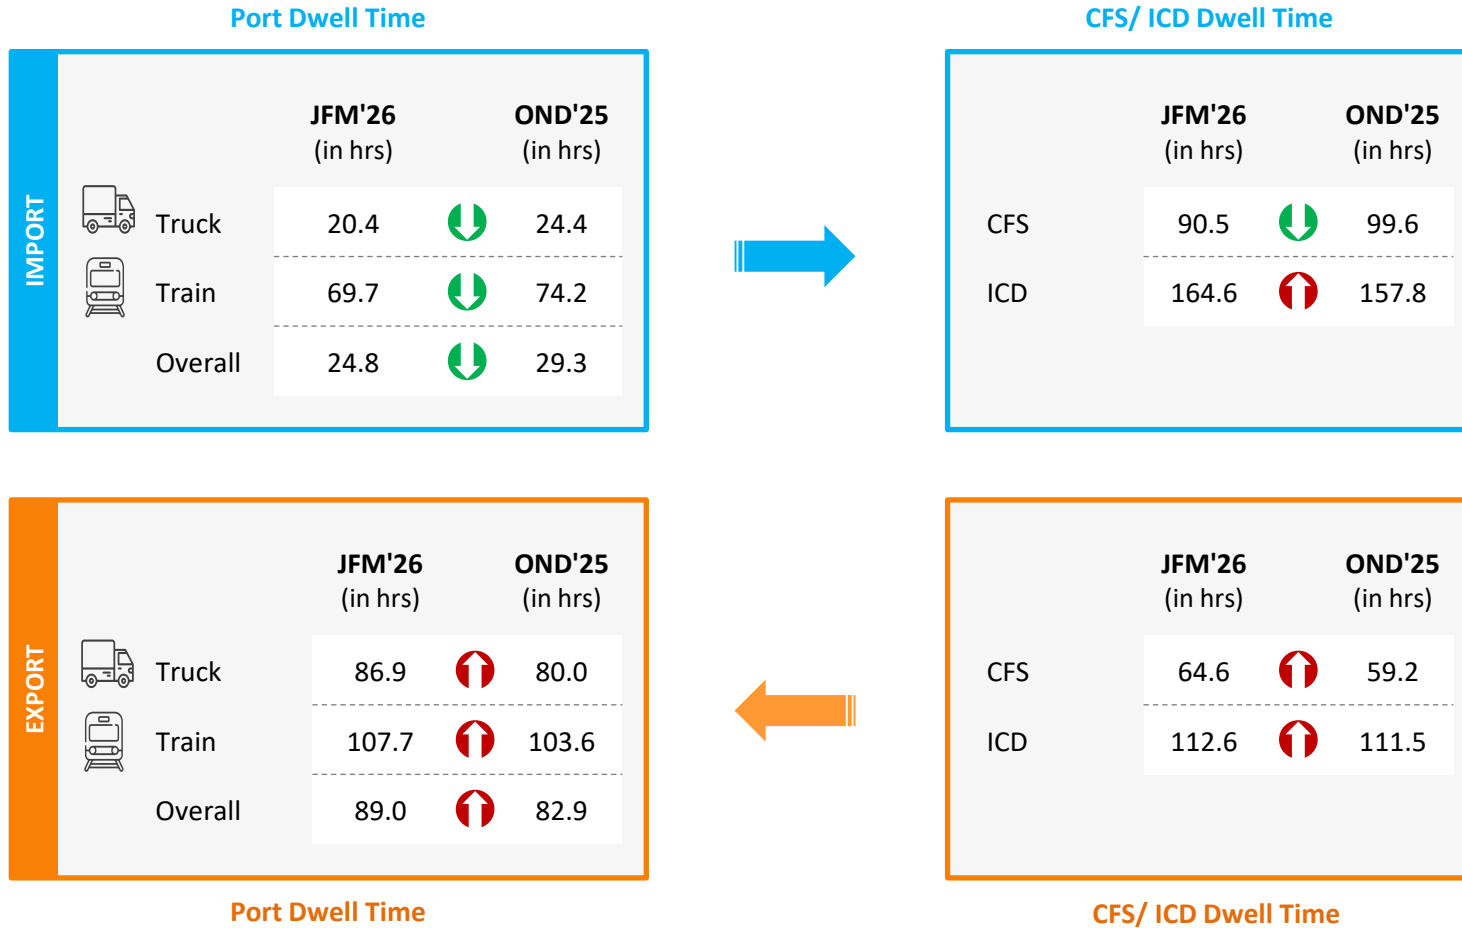 Port Dwell Time
CFS/ ICD Dwell Time
IMPORT
JFM'26 OND'25
(in hrs) (in hrs)
Truck 20.4 24.4
Train 69.7 74.2
Overall 24.8 29.3
JFM'26 OND'25
(in hrs) (in hrs)
CFS 90.5 99.6
ICD 164.6 157.8
EXPORT
JFM'26 OND'25
(in hrs) (in hrs)
Truck 86.9 80.0
Train 107.7 103.6
Overall 89.0 82.9
JFM'26 OND'25
(in hrs) (in hrs)
CFS 64.6 59.2
ICD 112.6 111.5
Port Dwell Time
CFS/ ICD Dwell Time